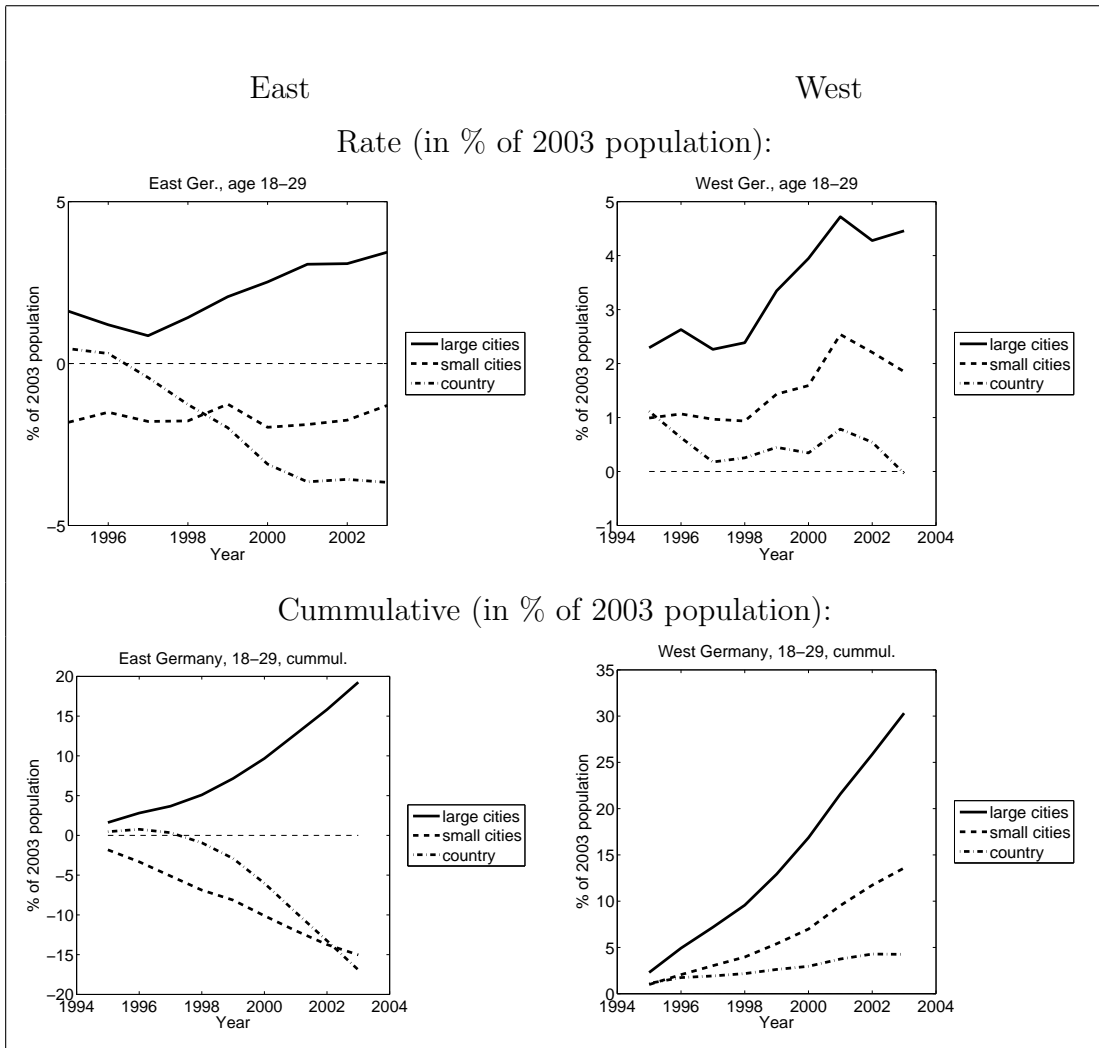 East
West
Rate (in % of 2003 population):
East Ger., age 18−29
5
0
−5
1996 1998 2000 2002
Year
% of 2003 population
large cities
small cities
country
West Ger., age 18−29
5
4
3
2
1
0
−1
1994 1996 1998 2000 2002 2004
Year
% of 2003 population
large cities
small cities
country
Cummulative (in % of 2003 population):
East Germany, 18−29, cummul.
20
15
10
5
0
−5
−10
−15
−20
1994 1996 1998 2000 2002 2004
Year
% of 2003 population
large cities
small cities
country
West Germany, 18−29, cummul.
35
30
25
20
15
10
5
0
1994 1996 1998 2000 2002 2004
Year
% of 2003 population
large cities
small cities
country